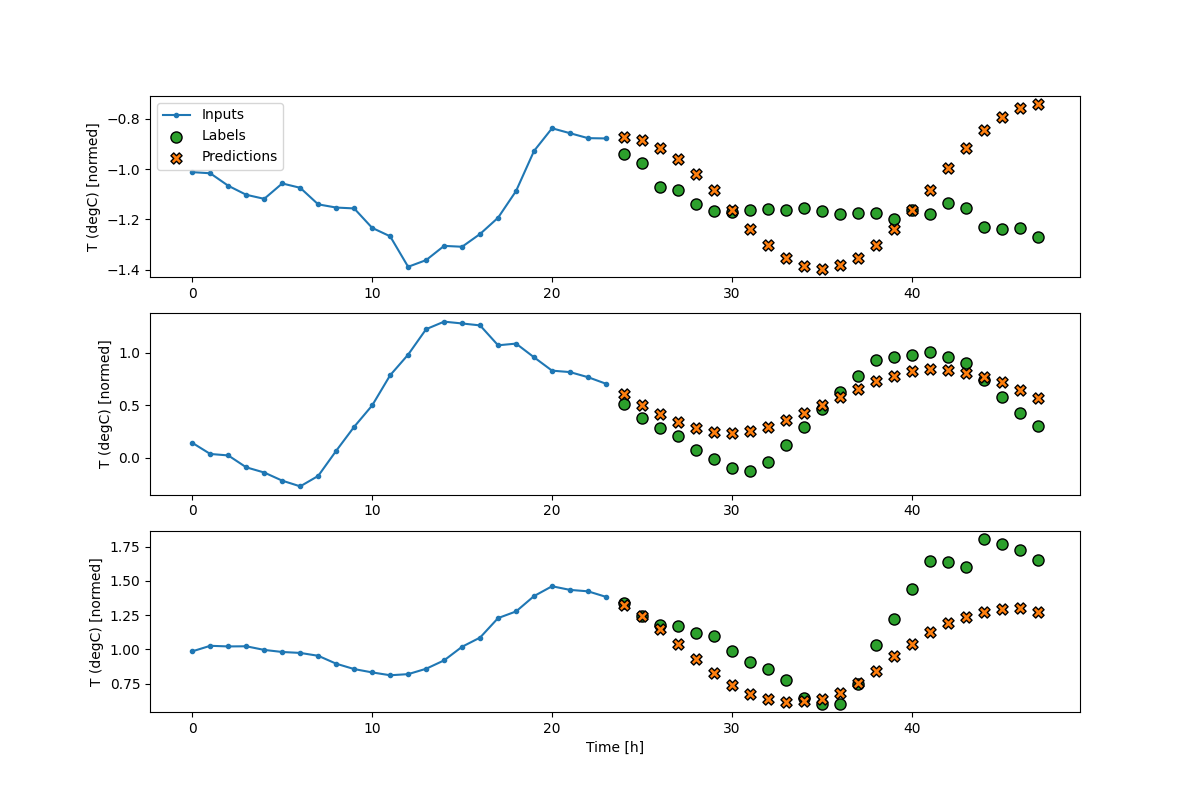 T (degC) [normed]
−0.8
−1.0
−1.2
−1.4
Inputs
Labels
Predictions
0 10 20 30 40
T (degC) [normed]
1.0
0.5
0.0
0 10 20 30 40
T (degC) [normed]
1.75
1.50
1.25
1.00
0.75
0 10 20 30 40
Time [h]